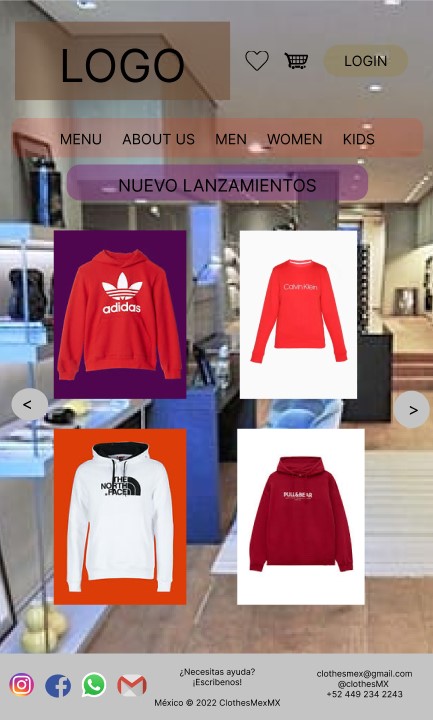 LOGO
LOGIN
MENU ABOUT US MEN WOMEN KIDS
NUEVO LANZAMIENTOS
adidas
Calvin Klein
<
>
THE
NORTH
FACE
PULL&BEAR
¿Necesitas ayuda?
¡Escribenos!
México © 2022 ClothesMexMX
clothesmex@gmail.com
@clothesMX
+52 449 234 2243